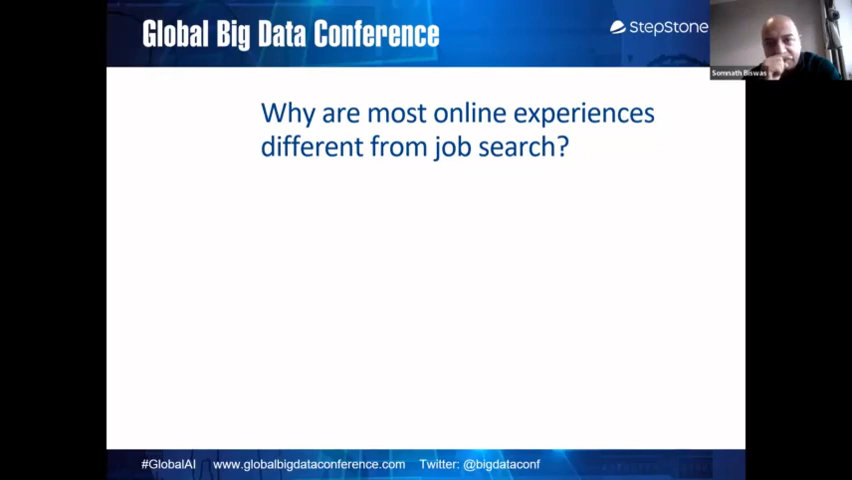 Global Big Data Conference
StepStone
Somnath Biswas
Why are most online experiences
different from job search?
#GlobalAI www.globalbigdataconference.com Twitter: @bigdataconf